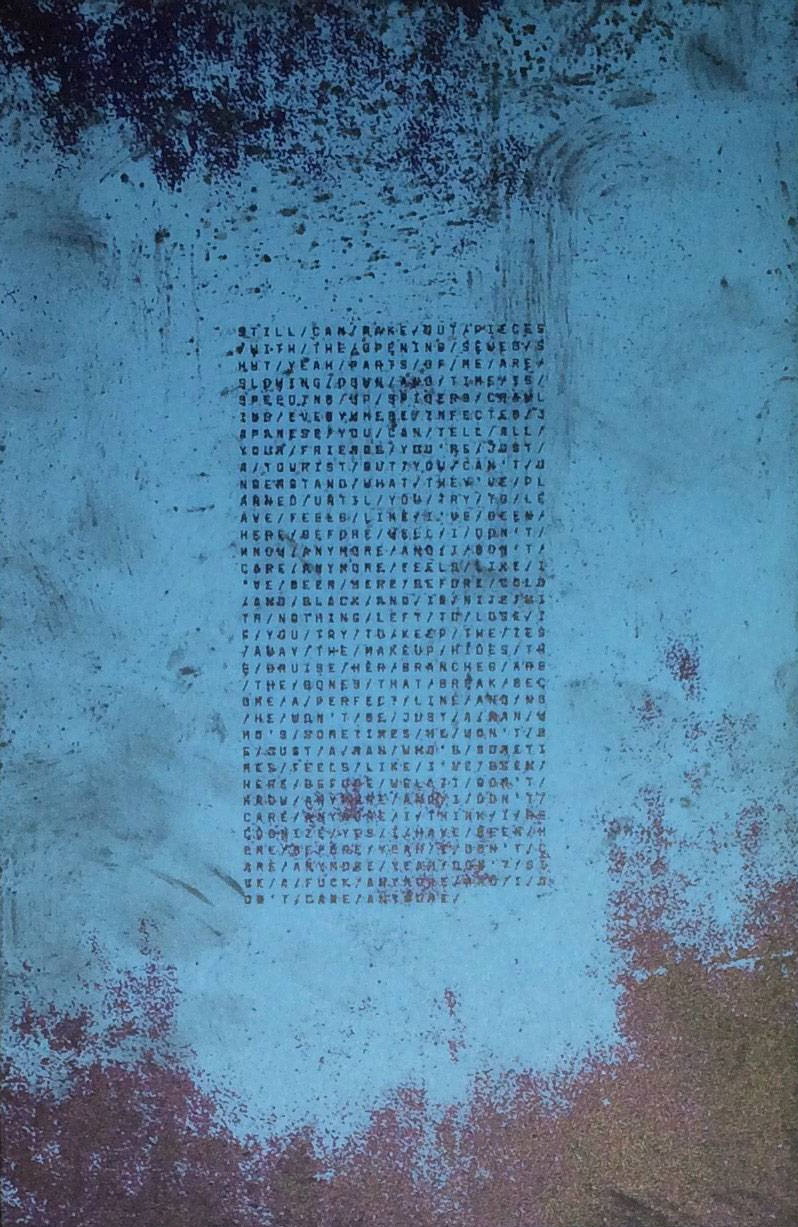 STILL/CAN/MAKE/OUT/PIECES
/WITH/THE/OPENING/SEWED/S
HUT/YEAH/PARTS/OF/ME/ARE/
SLOWING/DOWN/AND/TIME/IS/
SPEEDING/UP/SPIDERS/CRAWL
ING/EVERYWHERE/INFECTED/J
APANESE/YOU/CAN/TELL/ALL/
YOUR/FRIENDS/YOU'RE/JUST/
A/TOURIST/BUT/YOU/CAN'T/U
NDERSTAND/WHAT/THEY'VE/PL
ANNED/UNTIL/YOU/TRY/TO/LE
AVE/FEELS/LIKE/I'VE/BEEN/
HERE/BEFORE/WELL/I/DON'T/
KNOW/ANYMORE/AND/I/DON'T/
CARE/ANYMORE/FEELS/LIKE/I
'VE/BEEN/HERE/BEFORE/COLD
/AND/BLACK/AND/IN/NITE/WI
TH/NOTHING/LEFT/TO/LOSE/I
F/YOU/TRY/TO/KEEP/THE/IES
/AWAY/THE/MAKEUP/HIDES/TH
E/BRUISE/HER/BRANCHES/ARE
/THE/BONES/THAT/BREAK/BEC
OME/A/PERFECT/LINE/AND/NO
/HE/WON'T/BE/JUST/A/MAN/W
HO'S/SOMETIMES/HE/WON'T/B
E/JUST/A/MAN/WHO'S/SOMETI
MES/FEELS/LIKE/I'VE/BEEN/
HERE/BEFORE/WELL/I/DON'T/
KNOW/ANYMORE/AND/I/DON'T/
CARE/ANYMORE/I/THINK/I/RE
COGNIZE/YES/I/HAVE/BEEN/H
ERE/BEFORE/YEAH/I/DON'T/C
ARE/ANYMORE/YEAH/DON'T/GI
VE/A/FUCK/ANYMORE/AND/I/D
ON'T/CARE/ANYMORE/